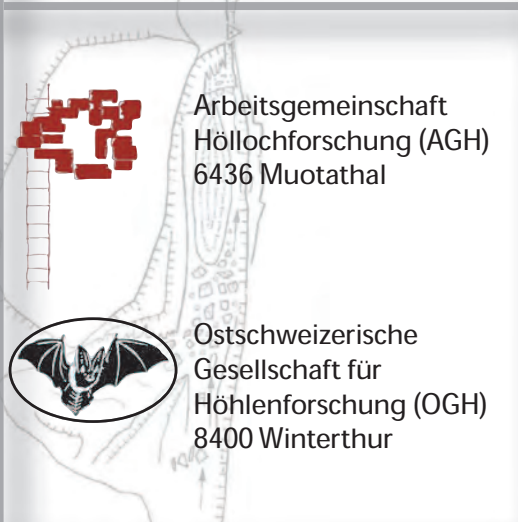 Arbeitsgemeinschaft
Höllochforschung (AGH)
6436 Muotathal
Ostschweizerische
Gesellschaft für
Höhlenforschung (OGH)
8400 Winterthur